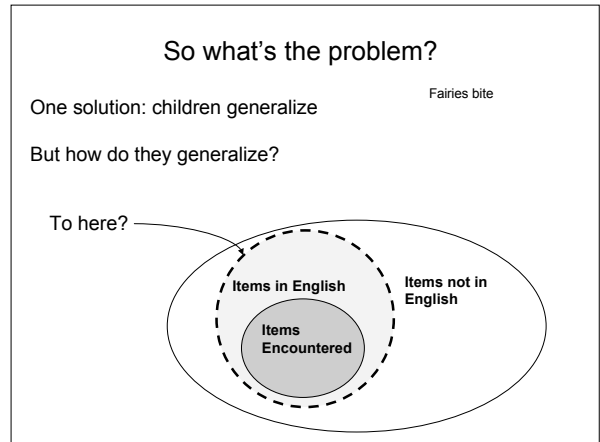 So what's the problem?
Fairies bite
One solution: children generalize
But how do they generalize?
To here?
Items in English
Items not in
English
Items
Encountered